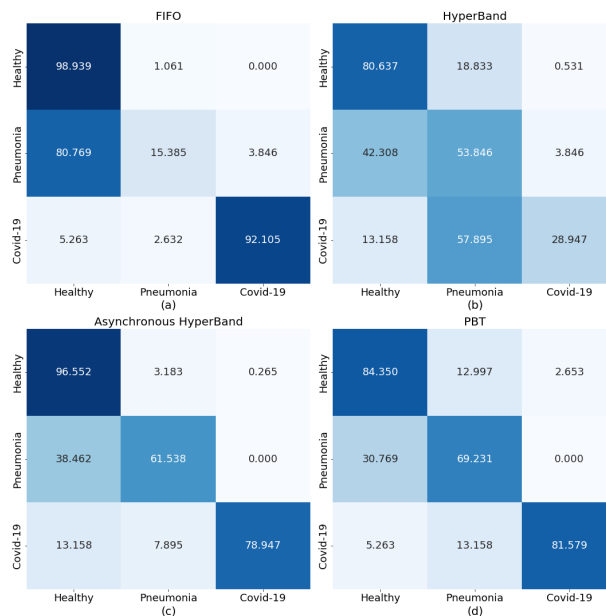 FIFO
Healthy 98.939 1.061 0.000
Pneumonia 80.769 15.385 3.846
Covid-19 5.263 2.632 92.105
Healthy Pneumonia Covid-19
(a)
HyperBand
Healthy 80.637 18.833 0.531
Pneumonia 42.308 53.846 3.846
Covid-19 13.158 57.895 28.947
Healthy Pneumonia Covid-19
(b)
Asynchronous HyperBand
Healthy 96.552 3.183 0.265
Pneumonia 38.462 61.538 0.000
Covid-19 13.158 7.895 78.947
Healthy Pneumonia Covid-19
(c)
PBT
Healthy 84.350 12.997 2.653
Pneumonia 30.769 69.231 0.000
Covid-19 5.263 13.158 81.579
Healthy Pneumonia Covid-19
(d)